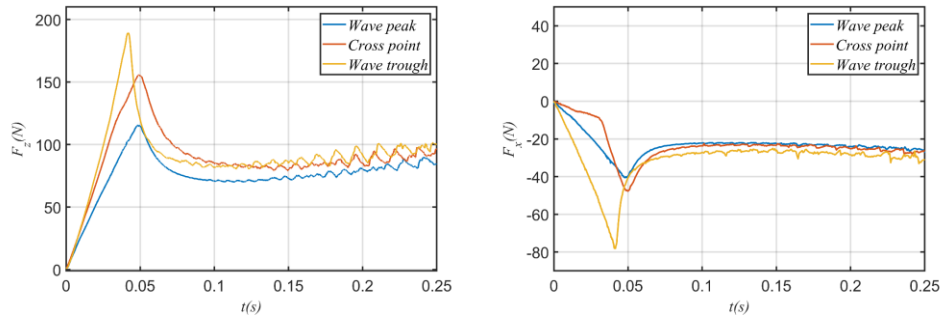 200
150
100
50
0
F_z(N)
Wave peak
Cross point
Wave trough
0 0.05 0.1 0.15 0.2 0.25
t(s)
40
20
0
-20
-40
-60
-80
F_x(N)
Wave peak
Cross point
Wave trough
0 0.05 0.1 0.15 0.2 0.25
t(s)